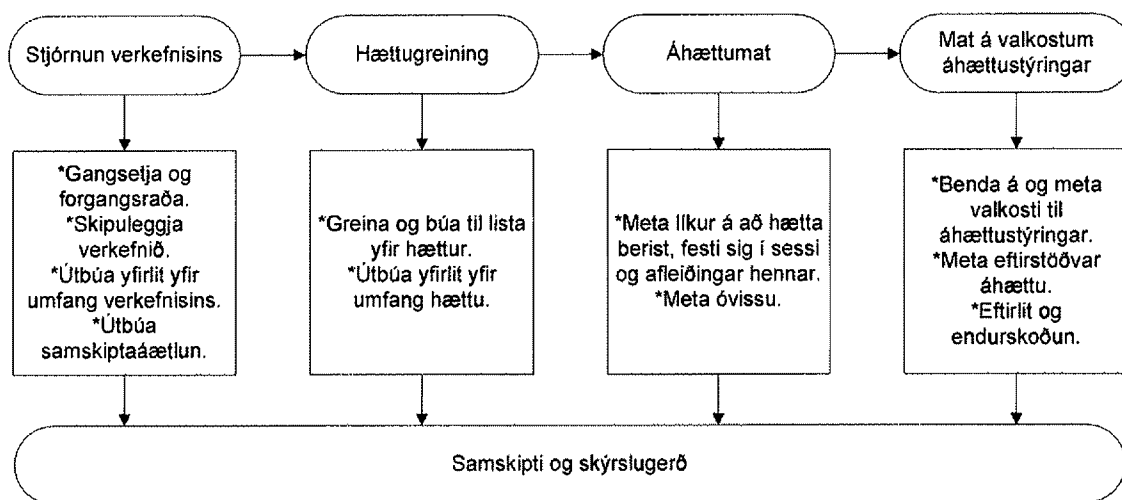 Stjórnun verkefnisins
Hættugreining
Áhættumat
Mat á valkostum
áhættustýringar
*Gangsetja og
forgangsraða.
*Skipuleggja
verkefnið.
*Útbúa yfirlit yfir
umfang verkefnisins.
*Útbúa
samskiptaáætlun.
*Greina og búa til lista
yfir hættur.
*Útbúa yfirlit yfir
umfang hættu.
*Meta líkur á að hætta
berist, festi sig í sessi
og afleiðingar hennar.
*Meta óvissu.
*Benda á og meta
valkosti til
áhættustýringar.
*Meta eftirstöðvar
áhættu.
*Eftirlit og
endurskoðun.
Samskipti og skýrslugerð